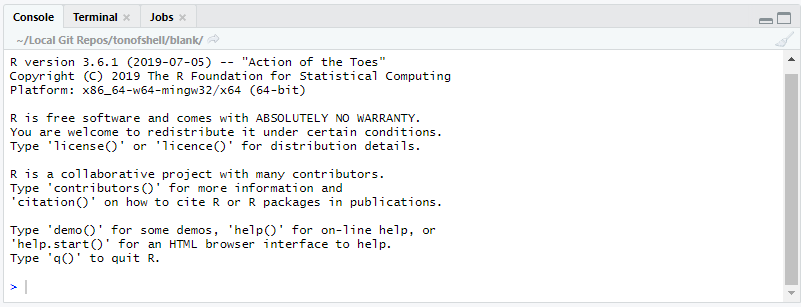 Console Terminal Jobs
~/Local Git Repos/tonofshell/blank/
R version 3.6.1 (2019-07-05) -- "Action of the Toes"
Copyright (C) 2019 The R Foundation for Statistical Computing
Platform: x86_64-w64-mingw32/x64 (64-bit)
R is free software and comes with ABSOLUTELY NO WARRANTY.
You are welcome to redistribute it under certain conditions.
Type 'license()' or 'licence()' for distribution details.
R is a collaborative project with many contributors.
Type 'contributors()' for more information and
'citation()' on how to cite R or R packages in publications.
Type 'demo()' for some demos, 'help()' for on-line help, or
'help.start()' for an HTML browser interface to help.
Type 'q()' to quit R.
>